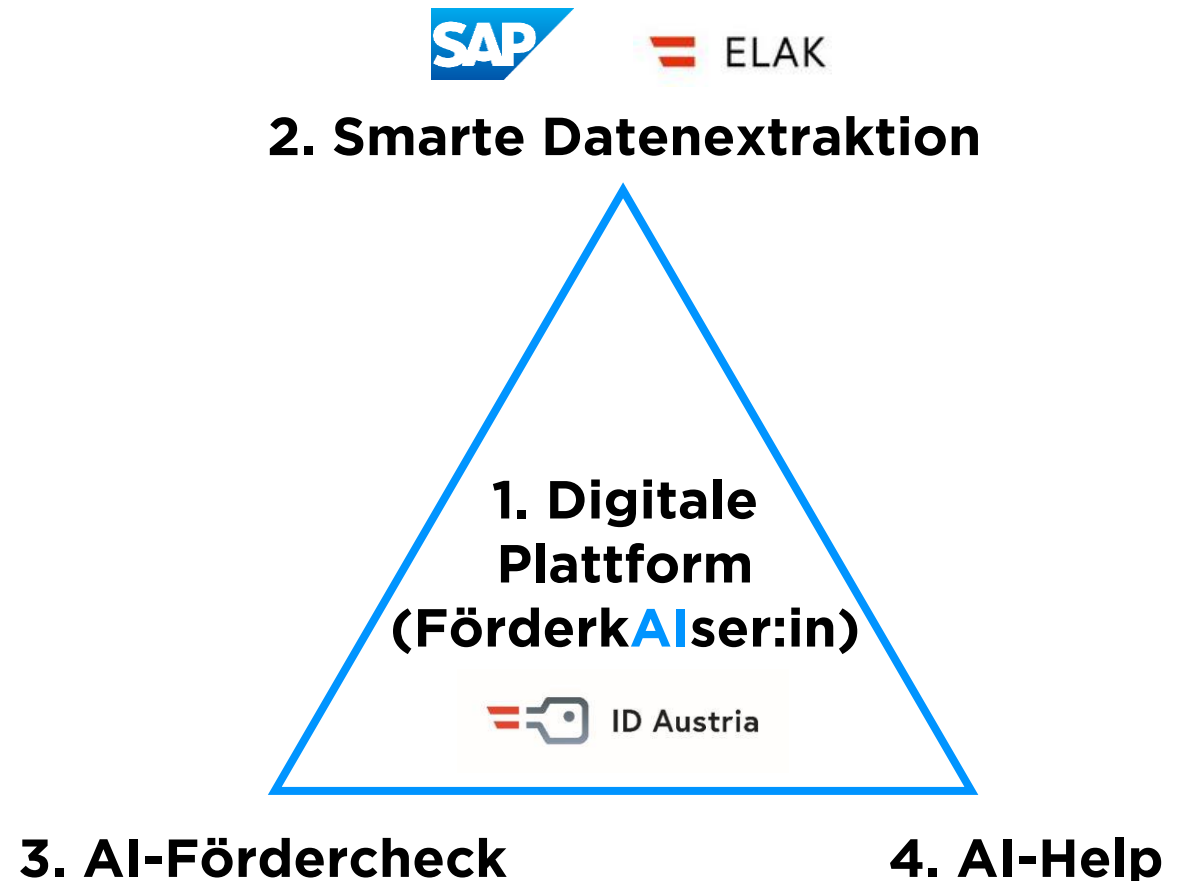 SAP
ELAK
2. Smarte Datenextraktion
1. Digitale
Plattform
(FörderkAIser:in)
ID Austria
3. AI-Fördercheck
4. AI-Help